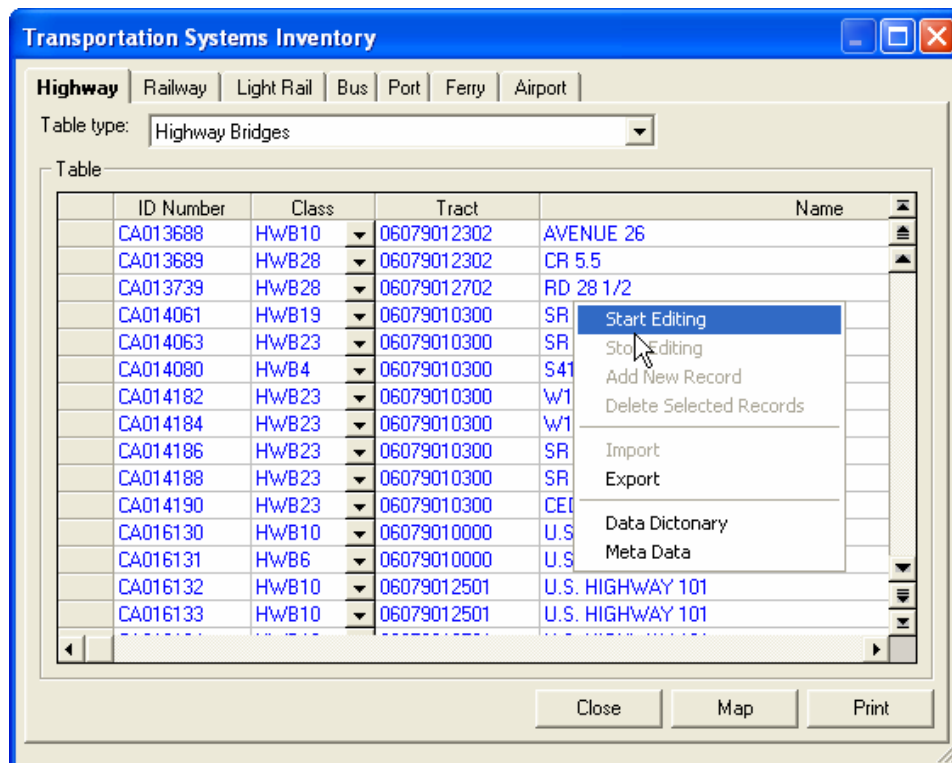 Transportation Systems Inventory
Highway Railway Light Rail Bus Port Ferry Airport
Table type: Highway Bridges
Table
ID Number Class Tract Name
CA013688 HWB10 06079012302 AVENUE 26
CA013689 HWB28 06079012302 CR 5.5
CA013739 HWB28 06079012702 RD 28 1/2
CA014061 HWB19 06079010300 SR
CA014063 HWB23 06079010300 SR
CA014080 HWB4 06079010300 S41
CA014182 HWB23 06079010300 W1
CA014184 HWB23 06079010300 W1
CA014186 HWB23 06079010300 SR
CA014188 HWB23 06079010300 SR
CA014190 HWB23 06079010300
CA016130 HWB10 06079010000 U.S
CA016131 HWB6 06079010000 U.S
CA016132 HWB10 06079012501 U.S. HIGHWAY 101
CA016133 HWB10 06079012501 U.S. HIGHWAY 101
Start Editing
Stop Editing
Add New Record
Delete Selected Records
Import
Export
Data Dictonary
Meta Data
Close Map Print